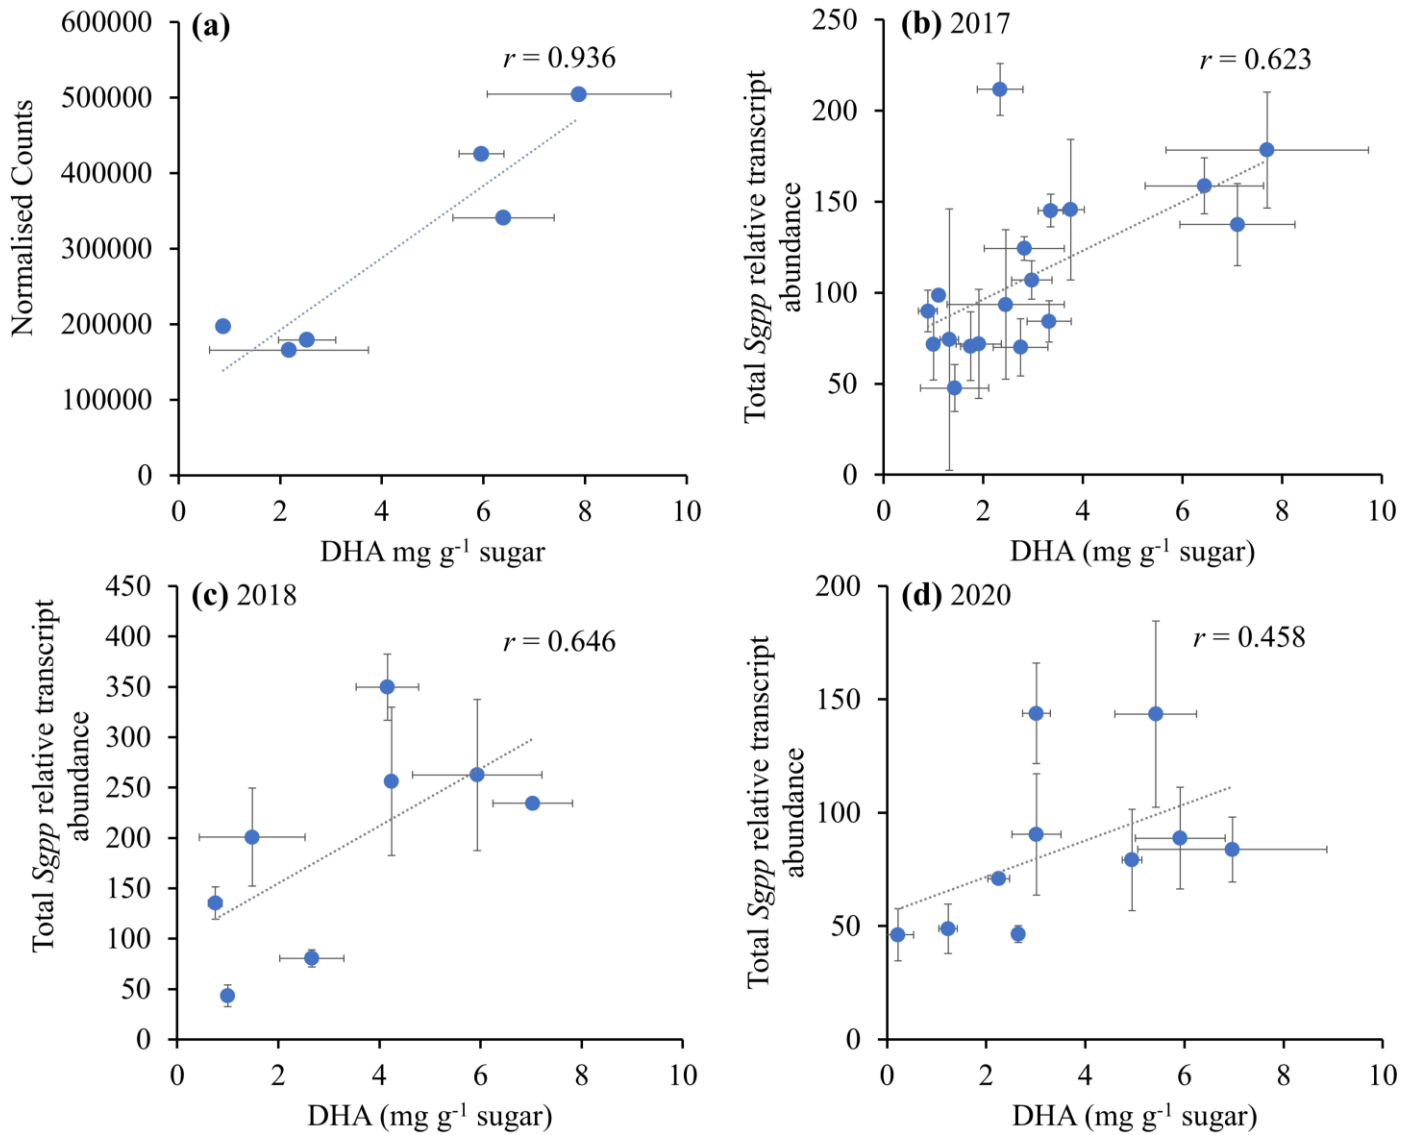 (a)
r = 0.936
600000
500000
400000
300000
200000
100000
0
Normalised Counts
0 2 4 6 8 10
DHA mg g-1 sugar
(b) 2017
r = 0.623
250
200
150
100
50
0
Total Sgpp relative transcript
abundance
0 2 4 6 8 10
DHA (mg g-1 sugar)
(c) 2018
r = 0.646
450
400
350
300
250
200
150
100
50
0
Total Sgpp relative transcript
abundance
0 2 4 6 8 10
DHA (mg g-1 sugar)
(d) 2020
r = 0.458
200
150
100
50
0
Total Sgpp relative transcript
abundance
0 2 4 6 8 10
DHA (mg g-1 sugar)